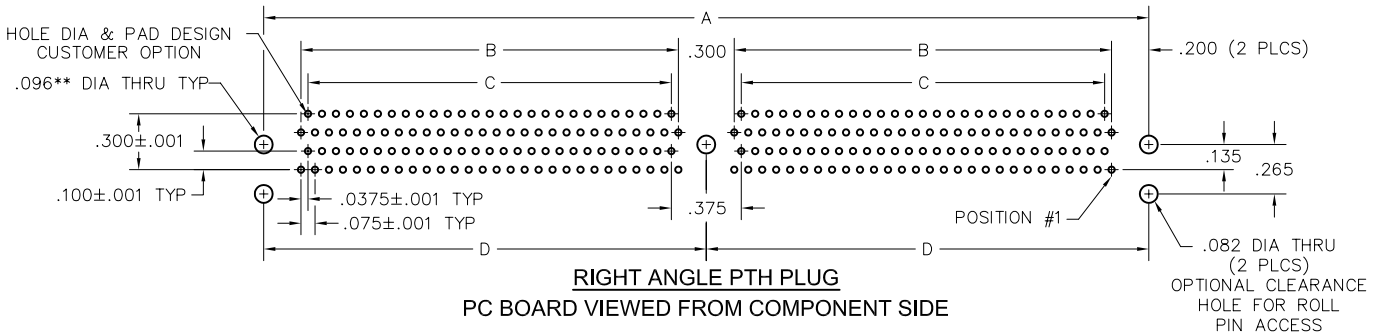 A
HOLE DIA & PAD DESIGN
CUSTOMER OPTION
B
.300
B
.200 (2 PLCS)
.096** DIA THRU TYP
C
C
.300±.001
.135
.265
.100±.001 TYP
.0375±.001 TYP
.375
.075±.001 TYP
POSITION #1
D
D
.082 DIA THRU
(2 PLCS)
OPTIONAL CLEARANCE
HOLE FOR ROLL
PIN ACCESS
RIGHT ANGLE PTH PLUG
PC BOARD VIEWED FROM COMPONENT SIDE